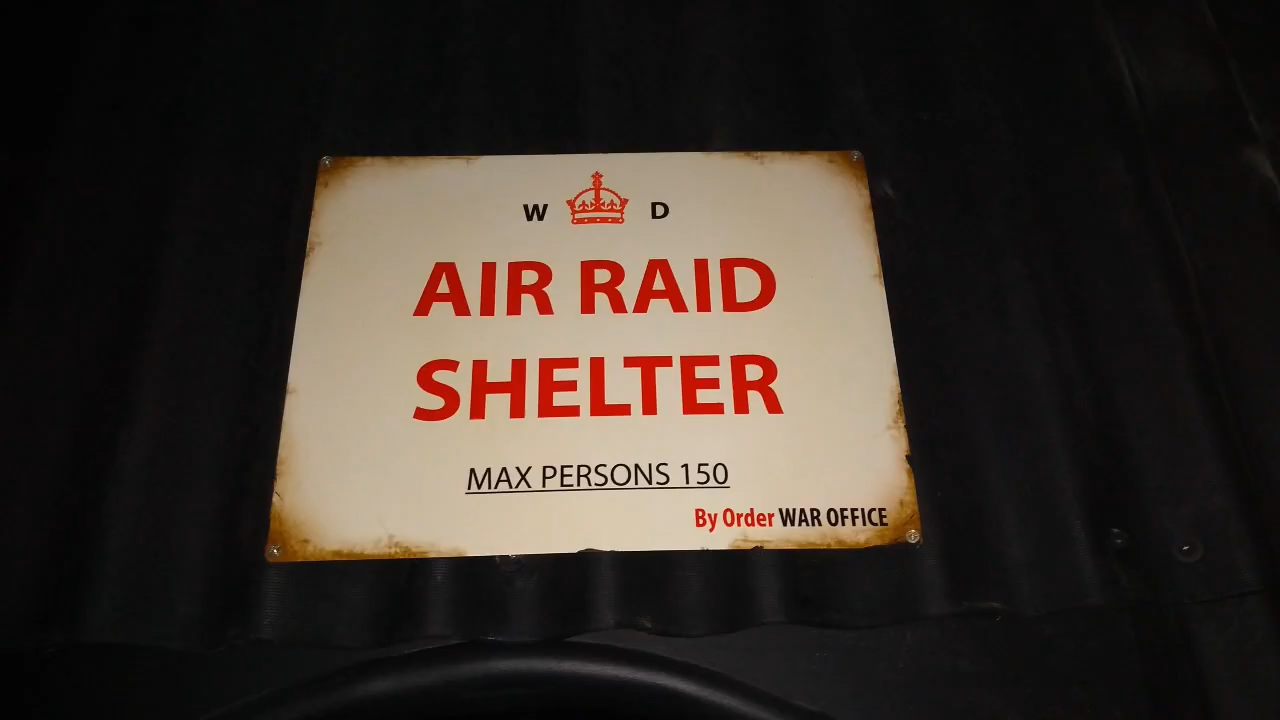 W D
AIR RAID
SHELTER
MAX PERSONS 150
By Order WAR OFFICE